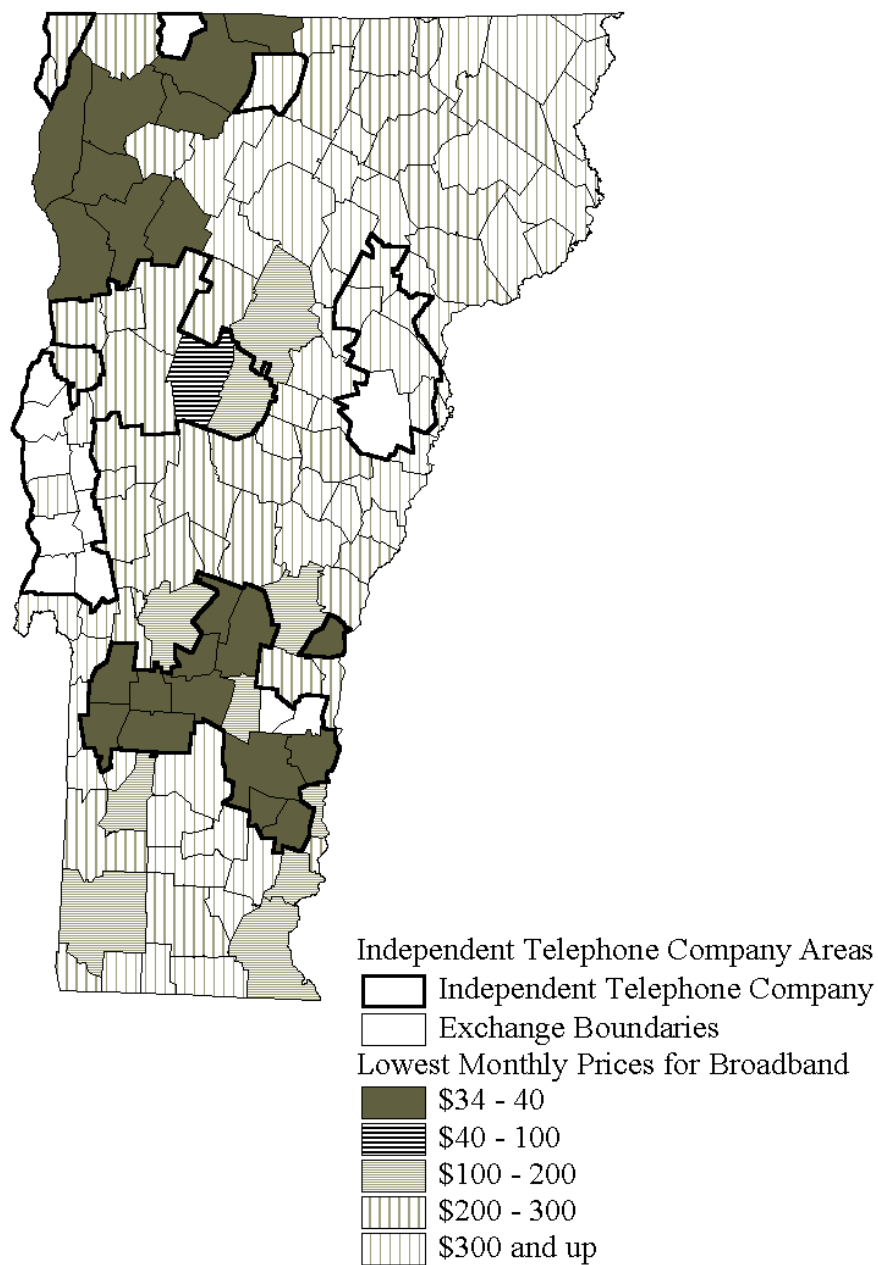 Independent Telephone Company Areas
Independent Telephone Company
Exchange Boundaries
Lowest Monthly Prices for Broadband
$34 - 40
$40 - 100
$100 - 200
$200 - 300
$300 and up